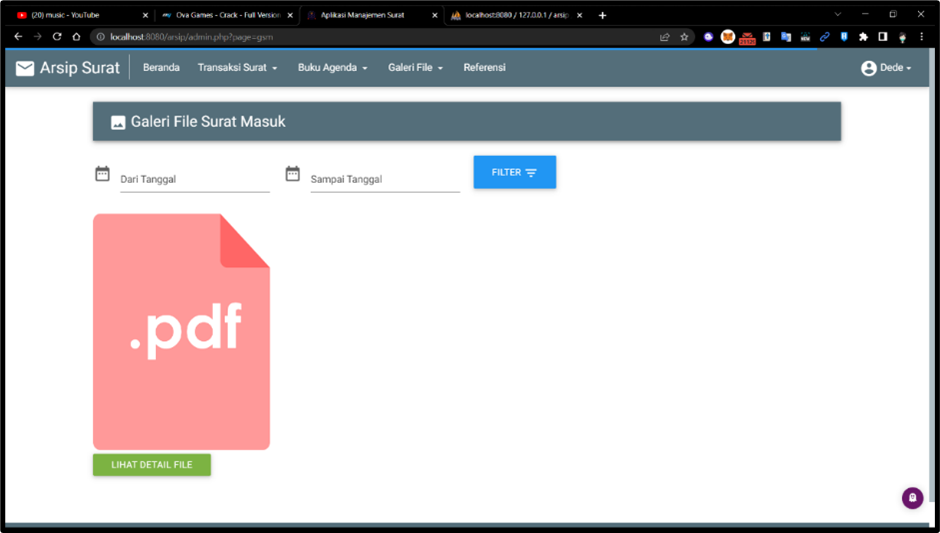 (20) music - YouTube
Ova Games - Crack - Full Version
Aplikasi Manajemen Surat
localhost:8080 / 127.0.0.1 / arsip
localhost:8080/arsip/admin.php?page=gsm
Arsip Surat
Beranda
Transaksi Surat
Buku Agenda
Galeri File
Referensi
Dede
Galeri File Surat Masuk
Dari Tanggal
Sampai Tanggal
FILTER
.pdf
LIHAT DETAIL FILE